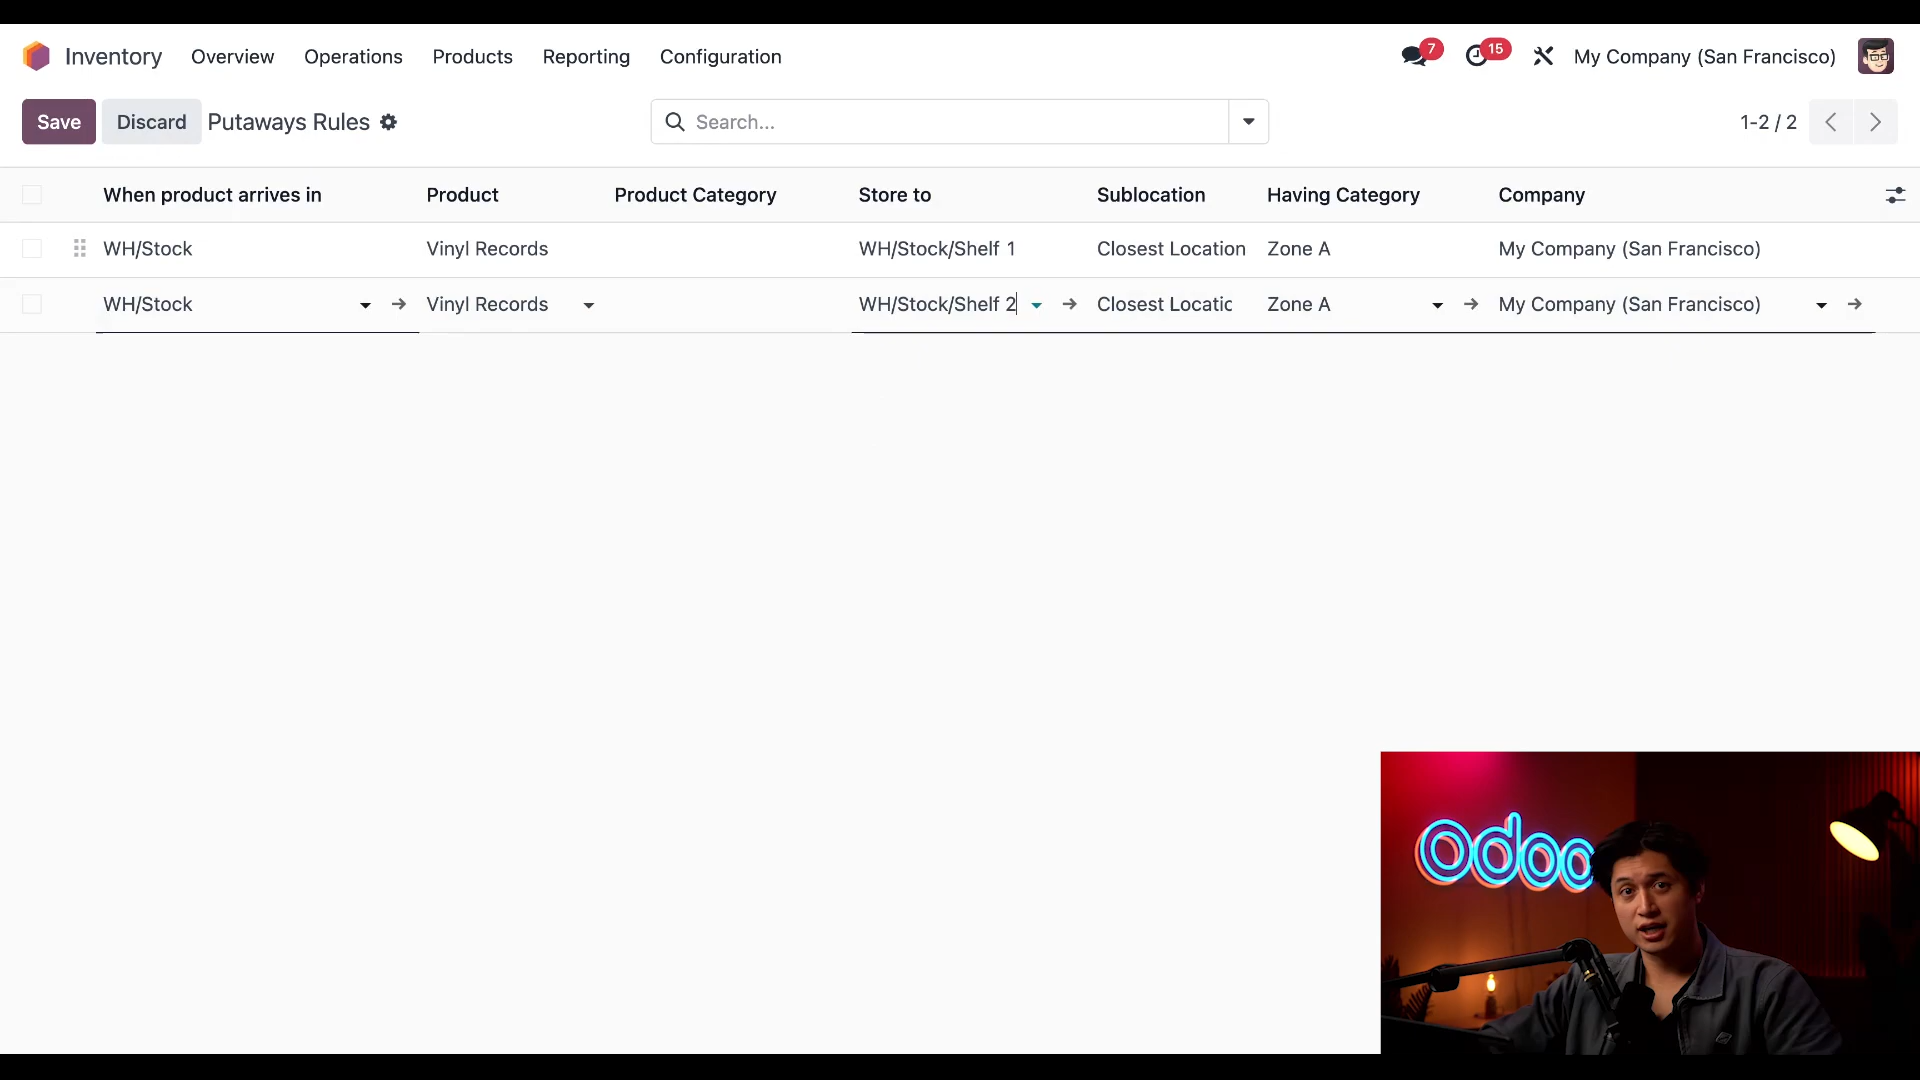 Inventory Overview Operations Products Reporting Configuration 7 15 My Company (San Francisco)
Save Discard Putaways Rules Search... 1-2 / 2
When product arrives in Product Product Category Store to Sublocation Having Category Company
WH/Stock Vinyl Records WH/Stock/Shelf 1 Closest Location Zone A My Company (San Francisco)
WH/Stock Vinyl Records WH/Stock/Shelf 2 Closest Locatic Zone A My Company (San Francisco)
odoo